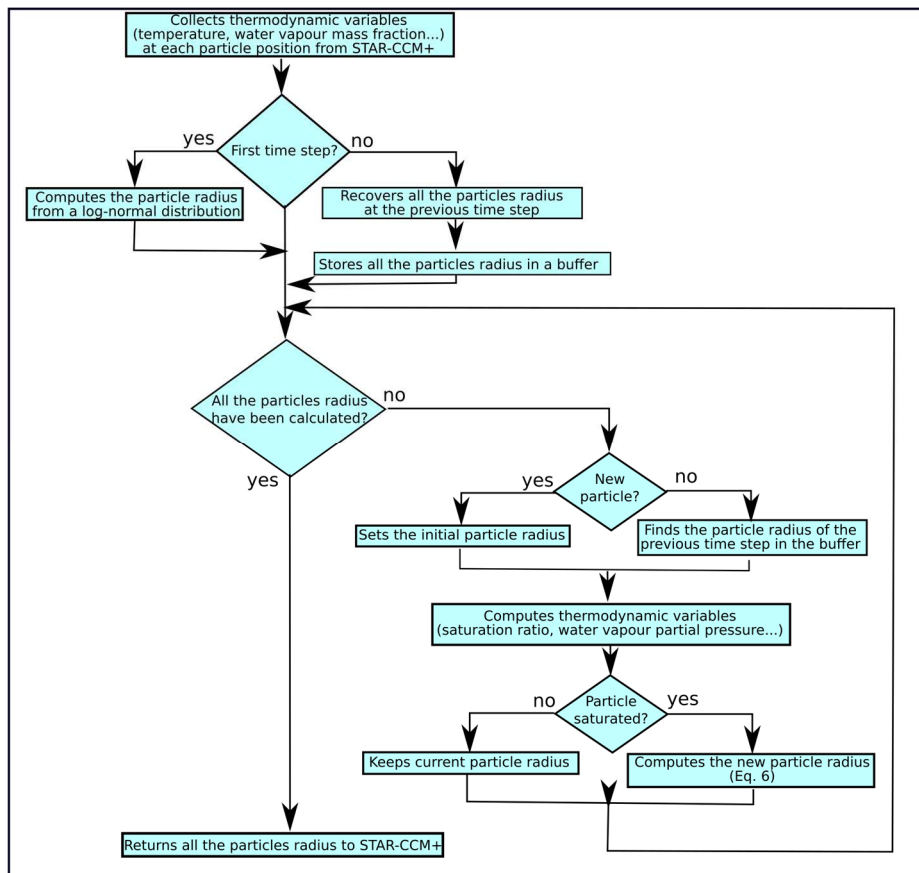 Collects thermodynamic variables
(temperature, water vapour mass fraction...)
at each particle position from STAR-CCM+
yes
no
First time step?
Computes the particle radius
from a log-normal distribution
Recovers all the particles radius
at the previous time step
Stores all the particles radius in a buffer
All the particles radius
have been calculated?
no
yes
New
particle?
yes
no
Sets the initial particle radius
Finds the particle radius of the
previous time step in the buffer
Computes thermodynamic variables
(saturation ratio, water vapour partial pressure...)
no
yes
Particle
saturated?
Keeps current particle radius
Computes the new particle radius
(Eq. 6)
Returns all the particles radius to STAR-CCM+